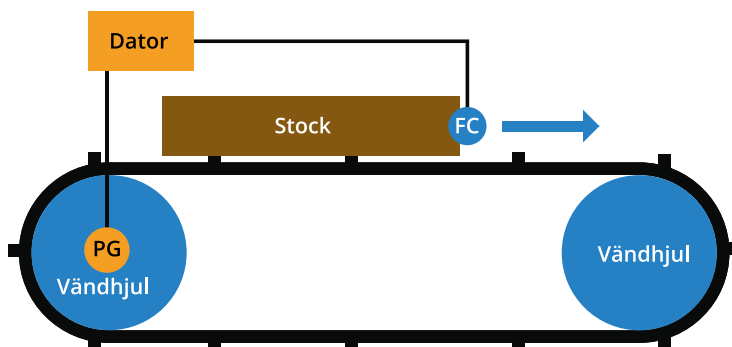 Dator
Stock
FC
PG
Vändhjul
Vändhjul